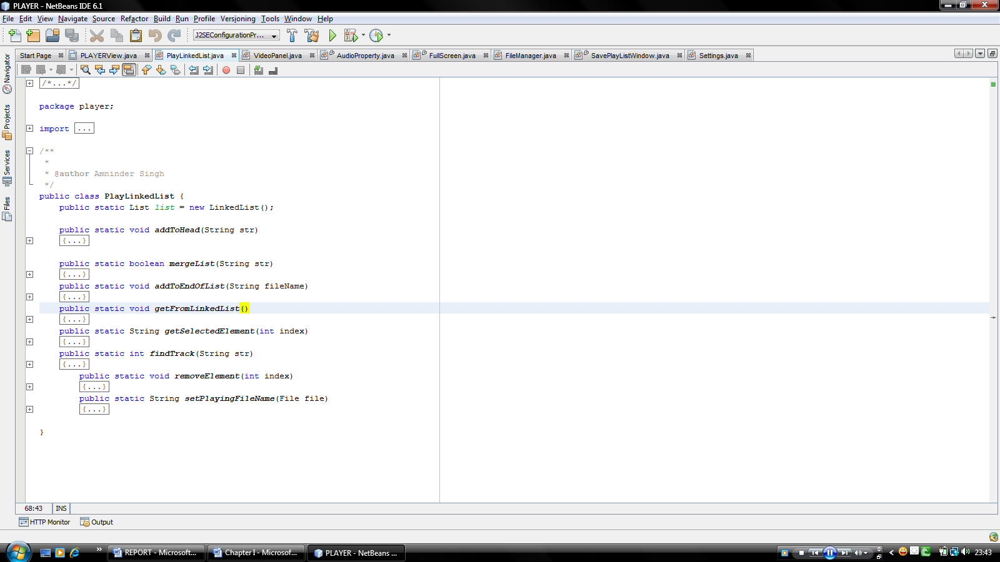 PLAYER - NetBeans IDE 6.1
File Edit View Navigate Source Refactor Build Run Profile Versioning Tools Window Help
J2SEConfigurationPr...
Start Page PLAYERView.java PlayLinkedList.java VideoPanel.java AudioProperty.java FullScreen.java FileManager.java SavePlayListWindow.java Settings.java
Navigator
Projects
Services
Files
/*...*/
package player;
import ...
/**
*
* @author Amninder Singh
*/
public class PlayLinkedList {
public static List list = new LinkedList();
public static void addToHead(String str)
{...}
public static boolean mergeList(String str)
{...}
public static void addToEndOfList(String fileName)
{...}
public static void getFromLinkedList()
{...}
public static String getSelectedElement(int index)
{...}
public static int findTrack(String str)
{...}
public static void removeElement(int index)
{...}
public static String setPlayingFileName(File file)
{...}
}
68:43 INS
HTTP Monitor Output
REPORT - Microsoft... Chapter I - Microsof... PLAYER - NetBeans ... 23:43